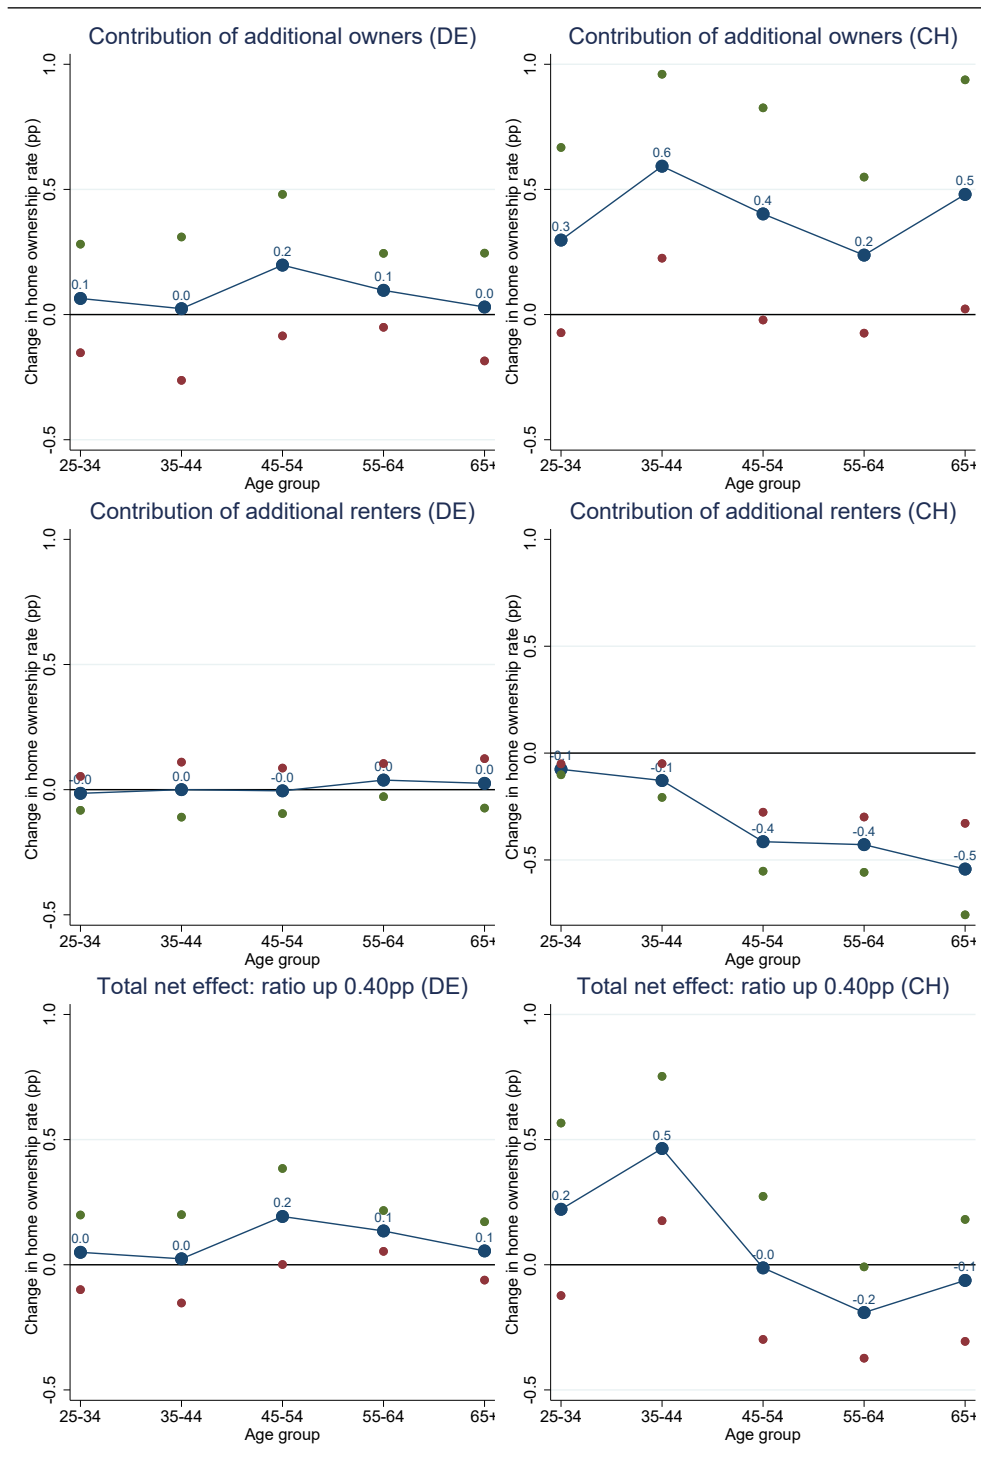 Contribution of additional owners (DE)
Change in home ownership rate (pp)
1.0
0.5
0.0
-0.5
0.1
0.0
0.2
0.1
0.0
25-34 35-44 45-54 55-64 65+
Age group
Contribution of additional owners (CH)
Change in home ownership rate (pp)
1.0
0.5
0.0
-0.5
0.3
0.6
0.4
0.2
0.5
25-34 35-44 45-54 55-64 65+
Age group
Contribution of additional renters (DE)
Change in home ownership rate (pp)
1.0
0.5
0.0
-0.5
-0.0
0.0
-0.0
0.0
0.0
25-34 35-44 45-54 55-64 65+
Age group
Contribution of additional renters (CH)
Change in home ownership rate (pp)
1.0
0.5
0.0
-0.5
-0.1
-0.1
-0.4
-0.4
-0.5
25-34 35-44 45-54 55-64 65+
Age group
Total net effect: ratio up 0.40pp (DE)
Change in home ownership rate (pp)
1.0
0.5
0.0
-0.5
0.0
0.0
0.2
0.1
0.1
25-34 35-44 45-54 55-64 65+
Age group
Total net effect: ratio up 0.40pp (CH)
Change in home ownership rate (pp)
1.0
0.5
0.0
-0.5
0.2
0.5
-0.0
-0.2
-0.1
25-34 35-44 45-54 55-64 65+
Age group